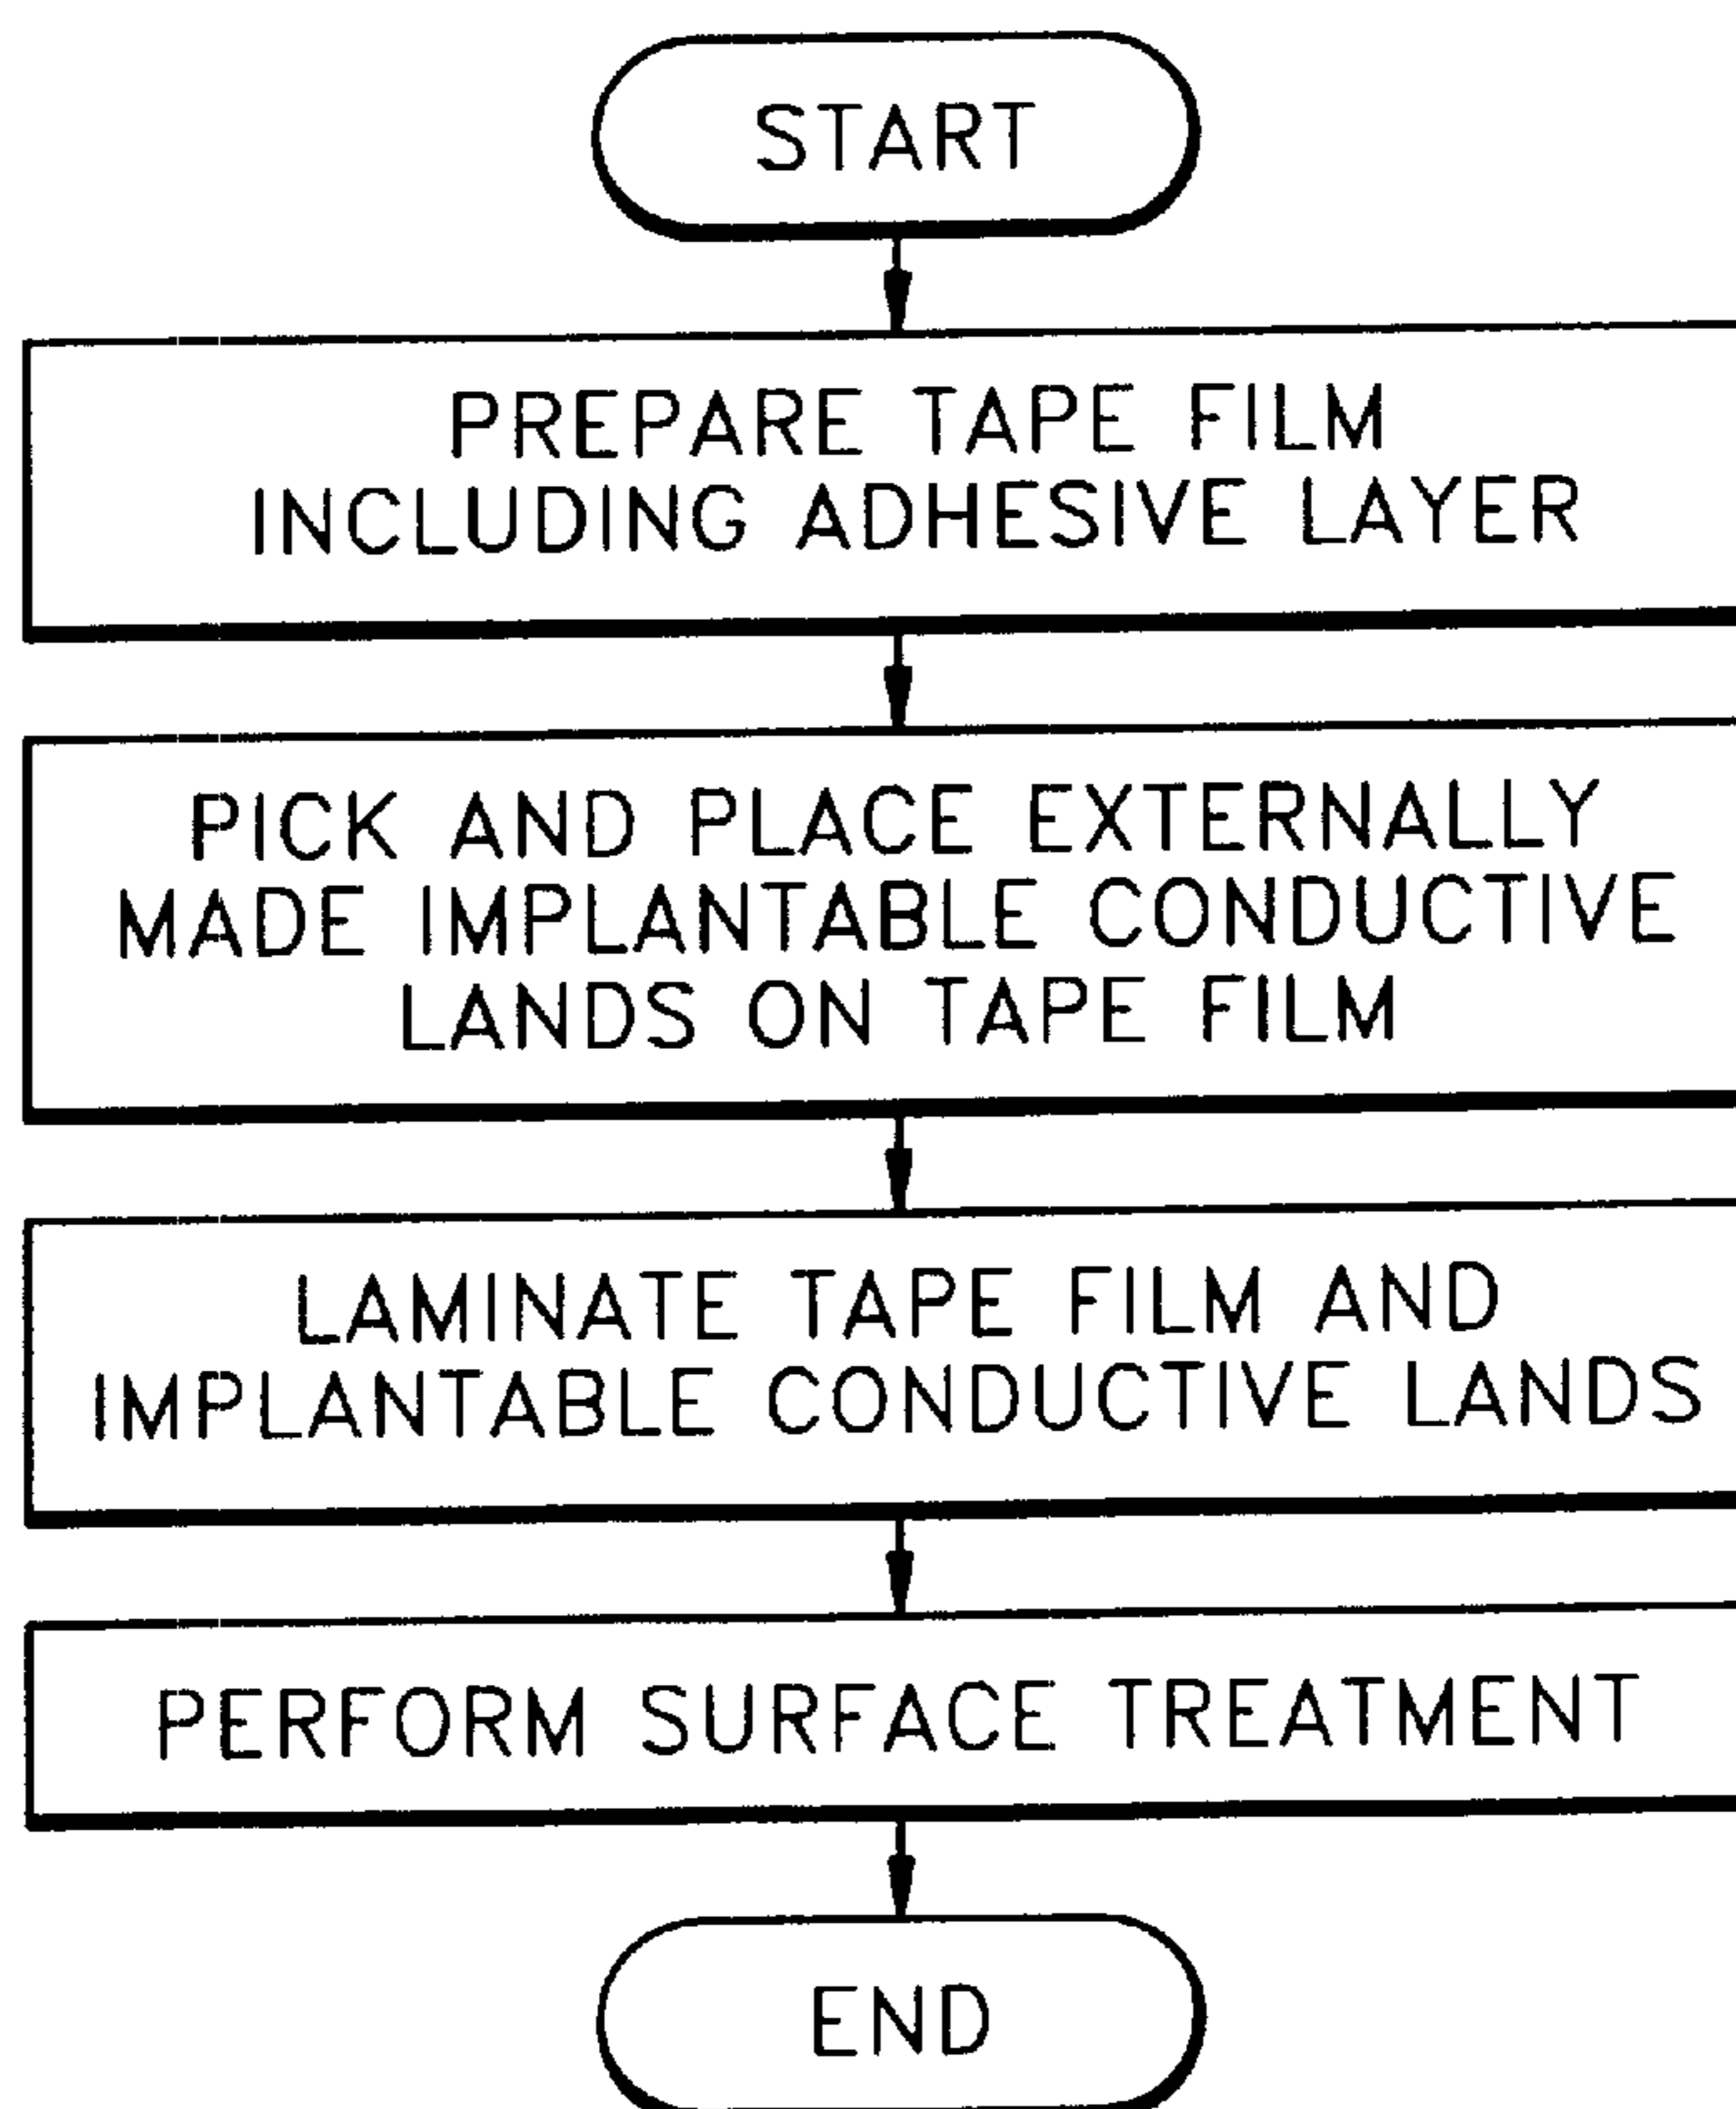 START
PREPARE TAPE FILM
INCLUDING ADHESIVE LAYER
PICK AND PLACE EXTERNALLY
MADE IMPLANTABLE CONDUCTIVE
LANDS ON TAPE FILM
LAMINATE TAPE FILM AND
IMPLANTABLE CONDUCTIVE LANDS
PERFORM SURFACE TREATMENT
END